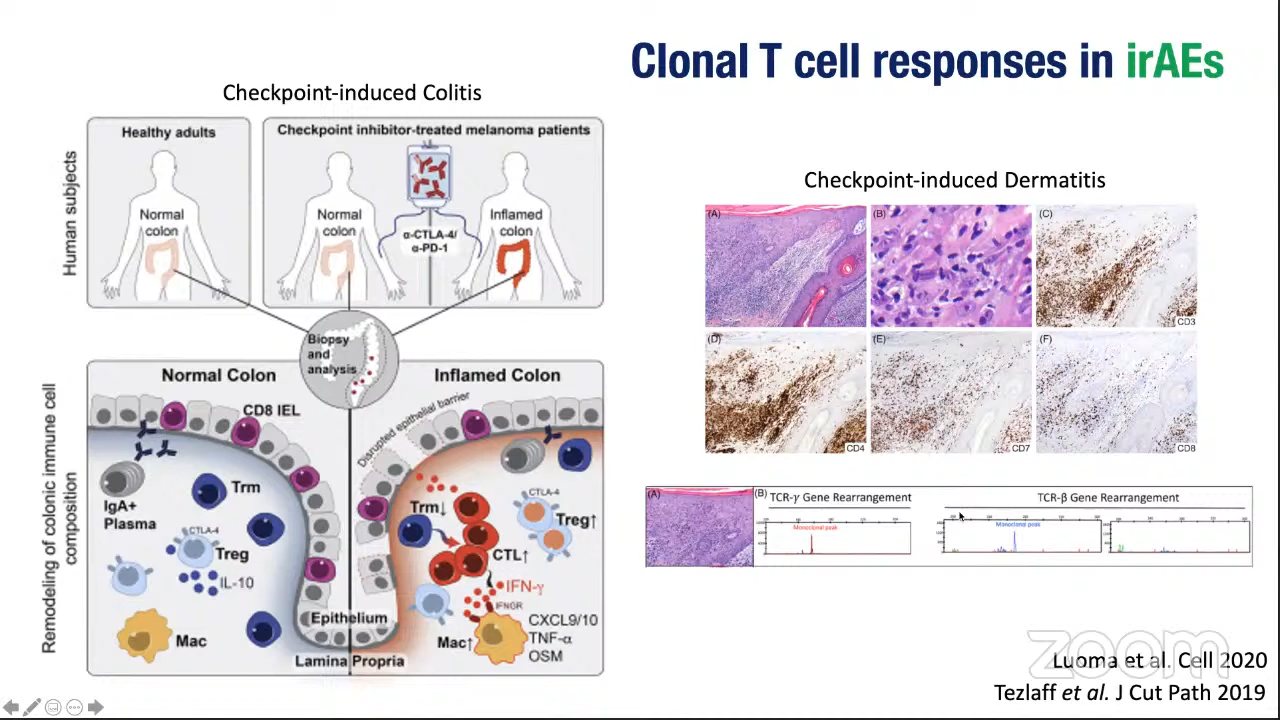 Clonal T cell responses in irAEs
Checkpoint-induced Colitis
Human subjects
Healthy adults
Normal
colon
Checkpoint inhibitor-treated melanoma patients
Normal
colon
α-CTLA-4/
α-PD-1
Inflamed
colon
Biopsy
and
analysis
Remodeling of colonic immune cell
composition
Normal Colon
CD8 IEL
IgA+
Plasma
Trm
CTLA-4
Treg
IL-10
Mac
Inflamed Colon
Disrupted epithelial barrier
Trm↓
CTLA-4
Treg↑
CTL↑
IFN-γ
IFNGR
CXCL9/10
TNF-α
OSM
Mac↑
Epithelium
Lamina Propria
Checkpoint-induced Dermatitis
(A)
(B)
(C)
CD3
(D)
CD4
(E)
CD7
(F)
CD8
(A)
(B)
TCR-γ Gene Rearrangement
Monoclonal peak
TCR-β Gene Rearrangement
Monoclonal peak
zoom
Luoma et al. Cell 2020
Tezlaff et al. J Cut Path 2019